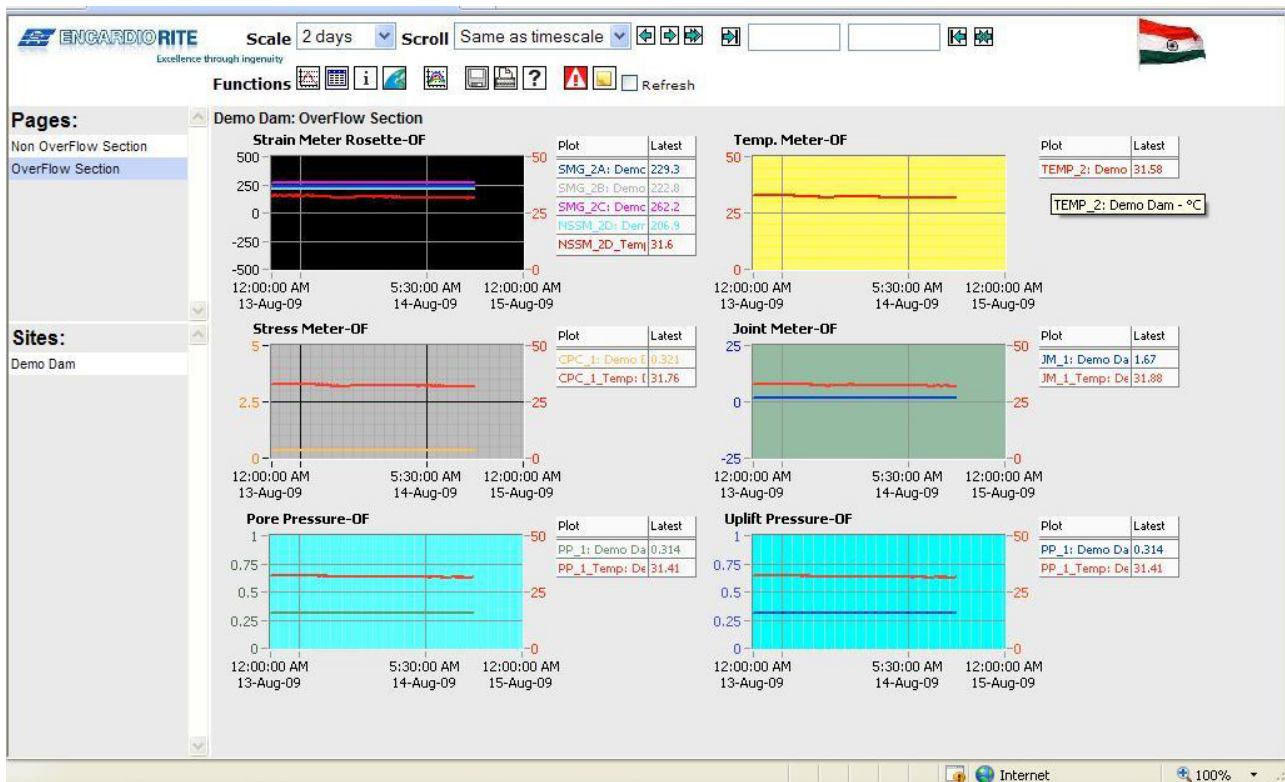 ENCARDIO RITE
Excellence through ingenuity
Scale 2 days Scroll Same as timescale
Functions i ? Refresh
Pages:
Non OverFlow Section
OverFlow Section
Sites:
Demo Dam
Demo Dam: OverFlow Section
Strain Meter Rosette-OF
500
250
0
-250
-500
50
25
0
12:00:00 AM 5:30:00 AM 12:00:00 AM
13-Aug-09 14-Aug-09 15-Aug-09
Plot Latest
SMG_2A: Demc 229.3
SMG_2B: Demo 222.8
SMG_2C: Demc 262.2
NSSM_2D: Dem 206.9
NSSM_2D_Temp 31.6
Temp. Meter-OF
50
25
0
12:00:00 AM 5:30:00 AM 12:00:00 AM
13-Aug-09 14-Aug-09 15-Aug-09
Plot Latest
TEMP_2: Demo 31.58
TEMP_2: Demo Dam - °C
Stress Meter-OF
5
2.5
0
50
25
0
12:00:00 AM 5:30:00 AM 12:00:00 AM
13-Aug-09 14-Aug-09 15-Aug-09
Plot Latest
CPC_1: Demo 0.321
CPC_1_Temp: 31.76
Joint Meter-OF
25
0
-25
50
25
0
12:00:00 AM 5:30:00 AM 12:00:00 AM
13-Aug-09 14-Aug-09 15-Aug-09
Plot Latest
JM_1: Demo Da 1.67
JM_1_Temp: De 31.88
Pore Pressure-OF
1
0.75
0.5
0.25
0
50
25
0
12:00:00 AM 5:30:00 AM 12:00:00 AM
13-Aug-09 14-Aug-09 15-Aug-09
Plot Latest
PP_1: Demo Da 0.314
PP_1_Temp: De 31.41
Uplift Pressure-OF
1
0.75
0.5
0.25
0
50
25
0
12:00:00 AM 5:30:00 AM 12:00:00 AM
13-Aug-09 14-Aug-09 15-Aug-09
Plot Latest
PP_1: Demo Da 0.314
PP_1_Temp: De 31.41
Internet 100%